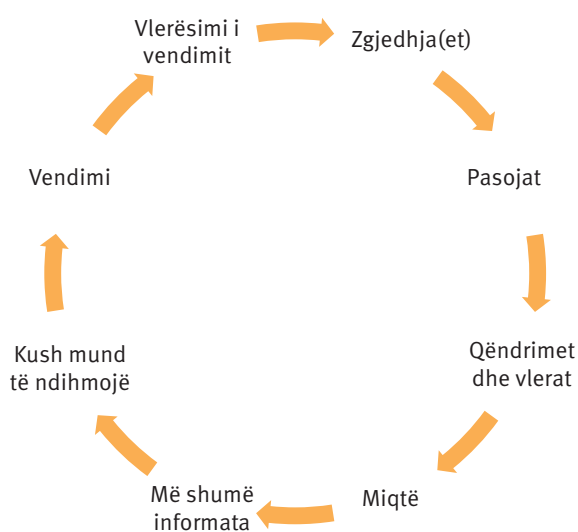 Vlerësimi i
vendimit
Zgjedhja(et)
Pasojat
Qëndrimet
dhe vlerat
Miqtë
Më shumë
informata
Kush mund
të ndihmojë
Vendimi